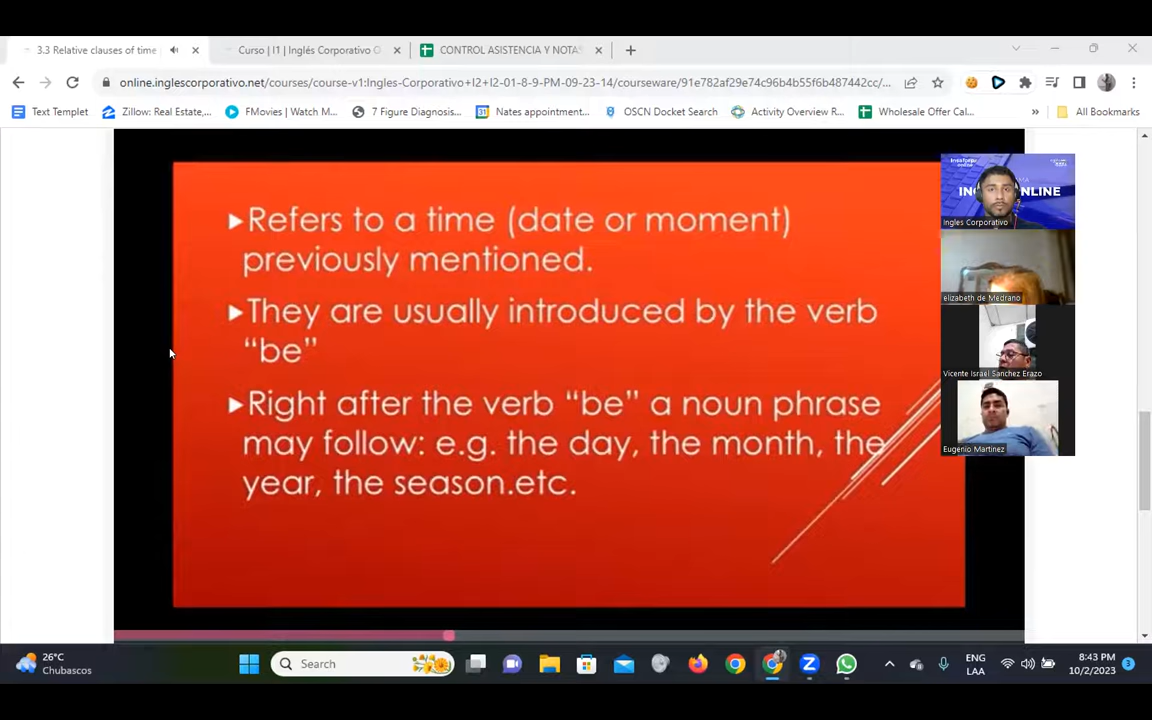 3.3 Relative clauses of time
Curso | I1 | Inglés Corporativo O
CONTROL ASISTENCIA Y NOTAS
online.inglescorporativo.net/courses/course-v1:Ingles-Corporativo+I2+I2-01-8-9-PM-09-23-14/courseware/91e782af29e74c96b4b55f6b487442cc/...
Text Templet
Zillow: Real Estate,...
FMovies | Watch M...
7 Figure Diagnosis...
Nates appointment...
OSCN Docket Search
Activity Overview R...
Wholesale Offer Cal...
»
All Bookmarks
Refers to a time (date or moment)
previously mentioned.
They are usually introduced by the verb
“be”
Right after the verb “be” a noun phrase
may follow: e.g. the day, the month, the
year, the season.etc.
NLINE
Ingles Corporativo
elizabeth de Medrano
Vicente Israel Sanchez Erazo
Eugenio Martinez
26°C
Chubascos
Search
ENG
LAA
8:43 PM
10/2/2023
3